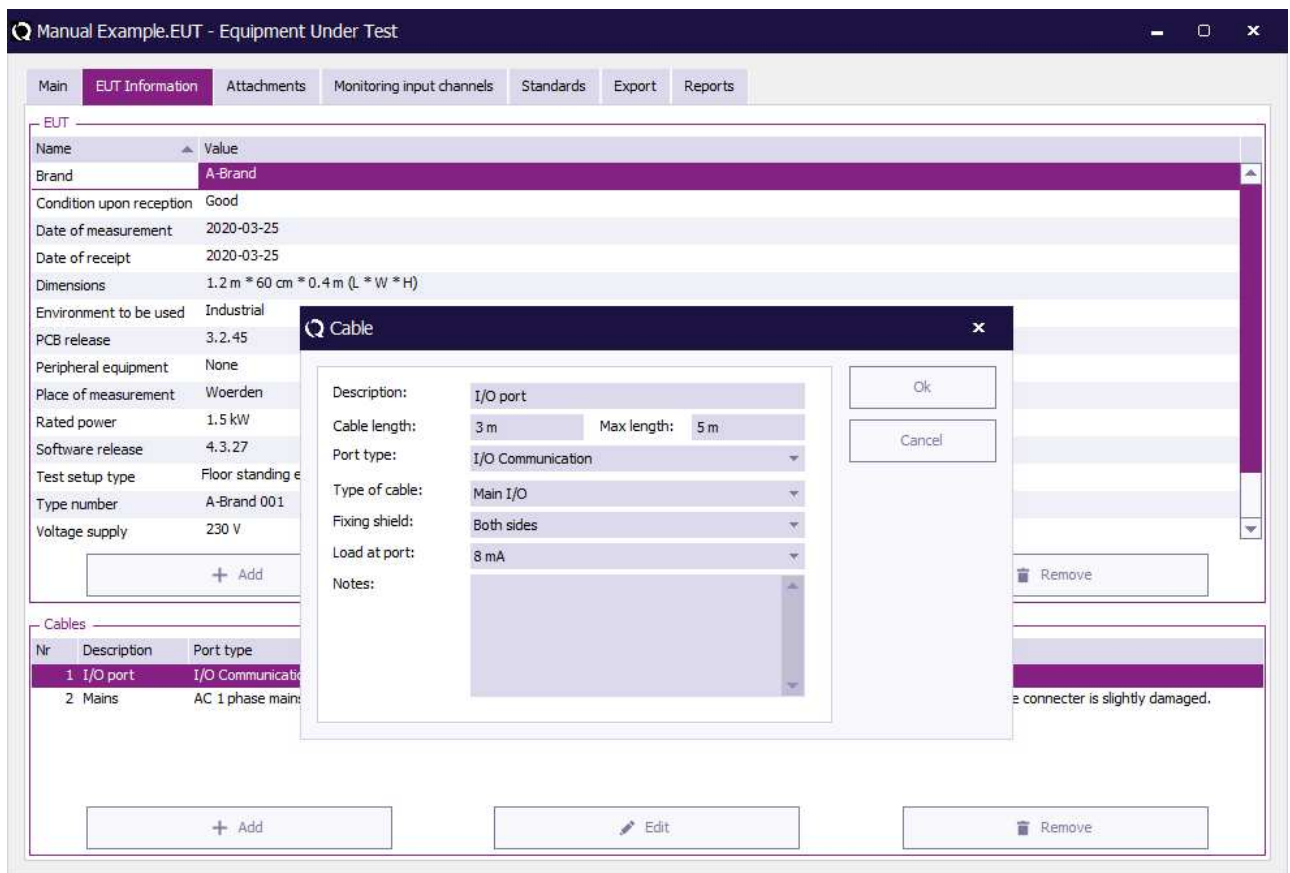 Manual Example.EUT - Equipment Under Test
Main EUT Information Attachments Monitoring input channels Standards Export Reports
EUT
Name Value
Brand A-Brand
Condition upon reception Good
Date of measurement 2020-03-25
Date of receipt 2020-03-25
Dimensions 1.2 m * 60 cm * 0.4 m (L * W * H)
Environment to be used Industrial
PCB release 3.2.45
Peripheral equipment None
Place of measurement Woerden
Rated power 1.5 kW
Software release 4.3.27
Test setup type Floor standing e
Type number A-Brand 001
Voltage supply 230 V
+ Add Remove
Cable
Description: I/O port
Cable length: 3 m Max length: 5 m
Port type: I/O Communication
Type of cable: Main I/O
Fixing shield: Both sides
Load at port: 8 mA
Notes:
Ok
Cancel
Cables
Nr Description Port type
1 I/O port I/O Communicatio
2 Mains AC 1 phase mains e connecter is slightly damaged.
+ Add Edit Remove